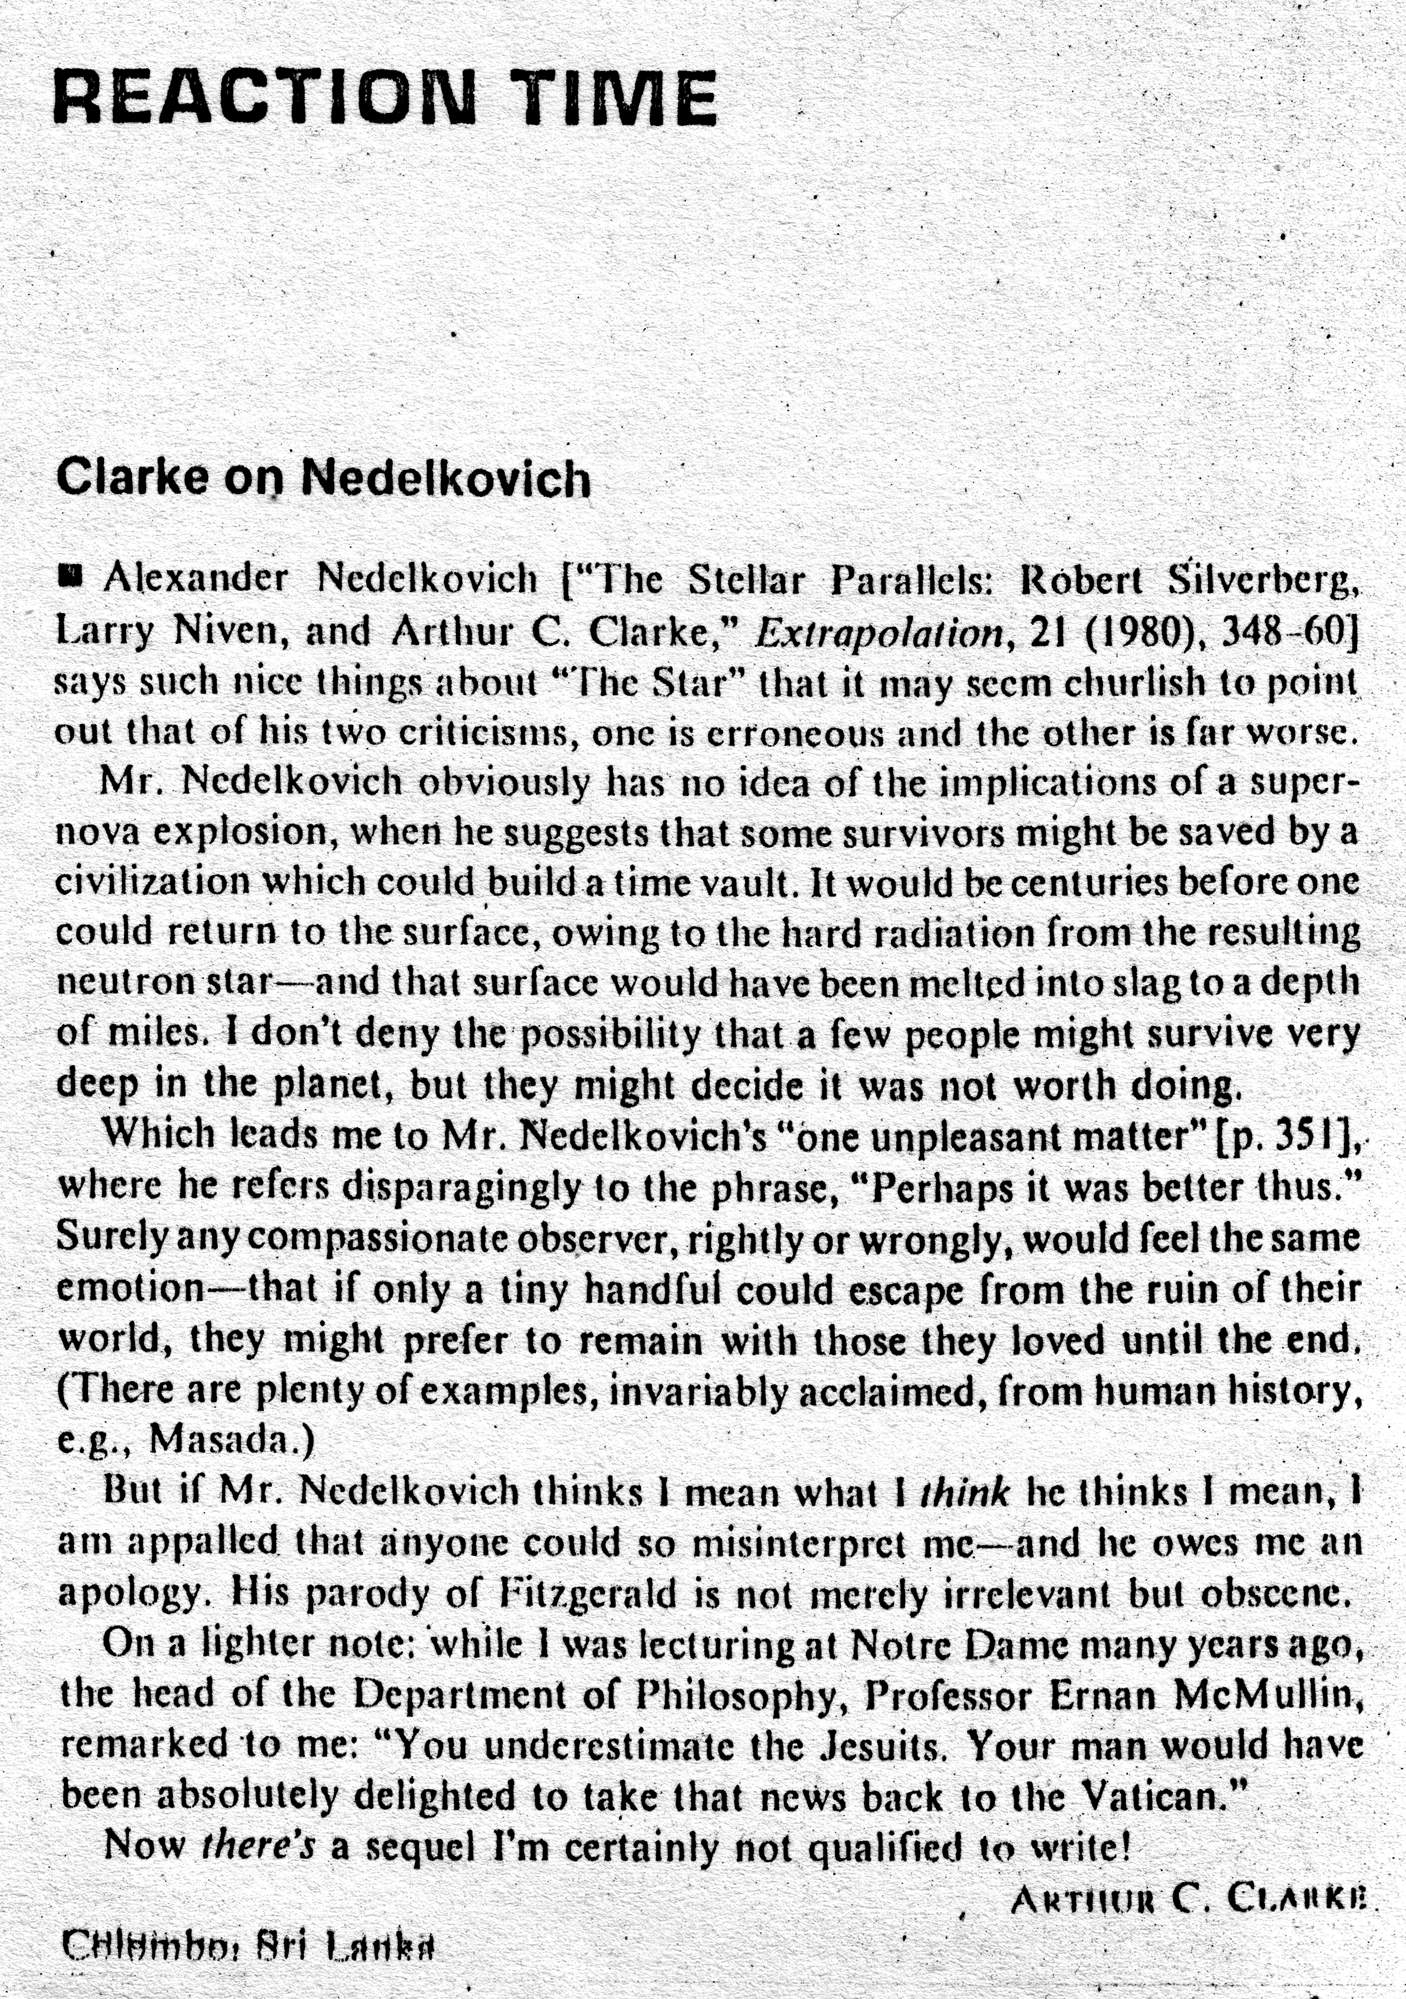 REACTION TIME
Clarke on Nedelkovich
■ Alexander Nedelkovich [“The Stellar Parallels: Robert Silverberg,
Larry Niven, and Arthur C. Clarke,” Extrapolation, 21 (1980), 348-60]
says such nice things about “The Star” that it may seem churlish to point
out that of his two criticisms, one is erroneous and the other is far worse.
Mr. Nedelkovich obviously has no idea of the implications of a super-
nova explosion, when he suggests that some survivors might be saved by a
civilization which could build a time vault. It would be centuries before one
could return to the surface, owing to the hard radiation from the resulting
neutron star—and that surface would have been melted into slag to a depth
of miles. I don’t deny the possibility that a few people might survive very
deep in the planet, but they might decide it was not worth doing.
Which leads me to Mr. Nedelkovich’s “one unpleasant matter” [p. 351],
where he refers disparagingly to the phrase, “Perhaps it was better thus.”
Surely any compassionate observer, rightly or wrongly, would feel the same
emotion—that if only a tiny handful could escape from the ruin of their
world, they might prefer to remain with those they loved until the end.
(There are plenty of examples, invariably acclaimed, from human history,
e.g., Masada.)
But if Mr. Nedelkovich thinks I mean what I think he thinks I mean, I
am appalled that anyone could so misinterpret me—and he owes me an
apology. His parody of Fitzgerald is not merely irrelevant but obscene.
On a lighter note: while I was lecturing at Notre Dame many years ago,
the head of the Department of Philosophy, Professor Ernan McMullin,
remarked to me: “You underestimate the Jesuits. Your man would have
been absolutely delighted to take that news back to the Vatican.”
Now there’s a sequel I’m certainly not qualified to write!
ARTHUR C. CLARKE
Colombo, Sri Lanka